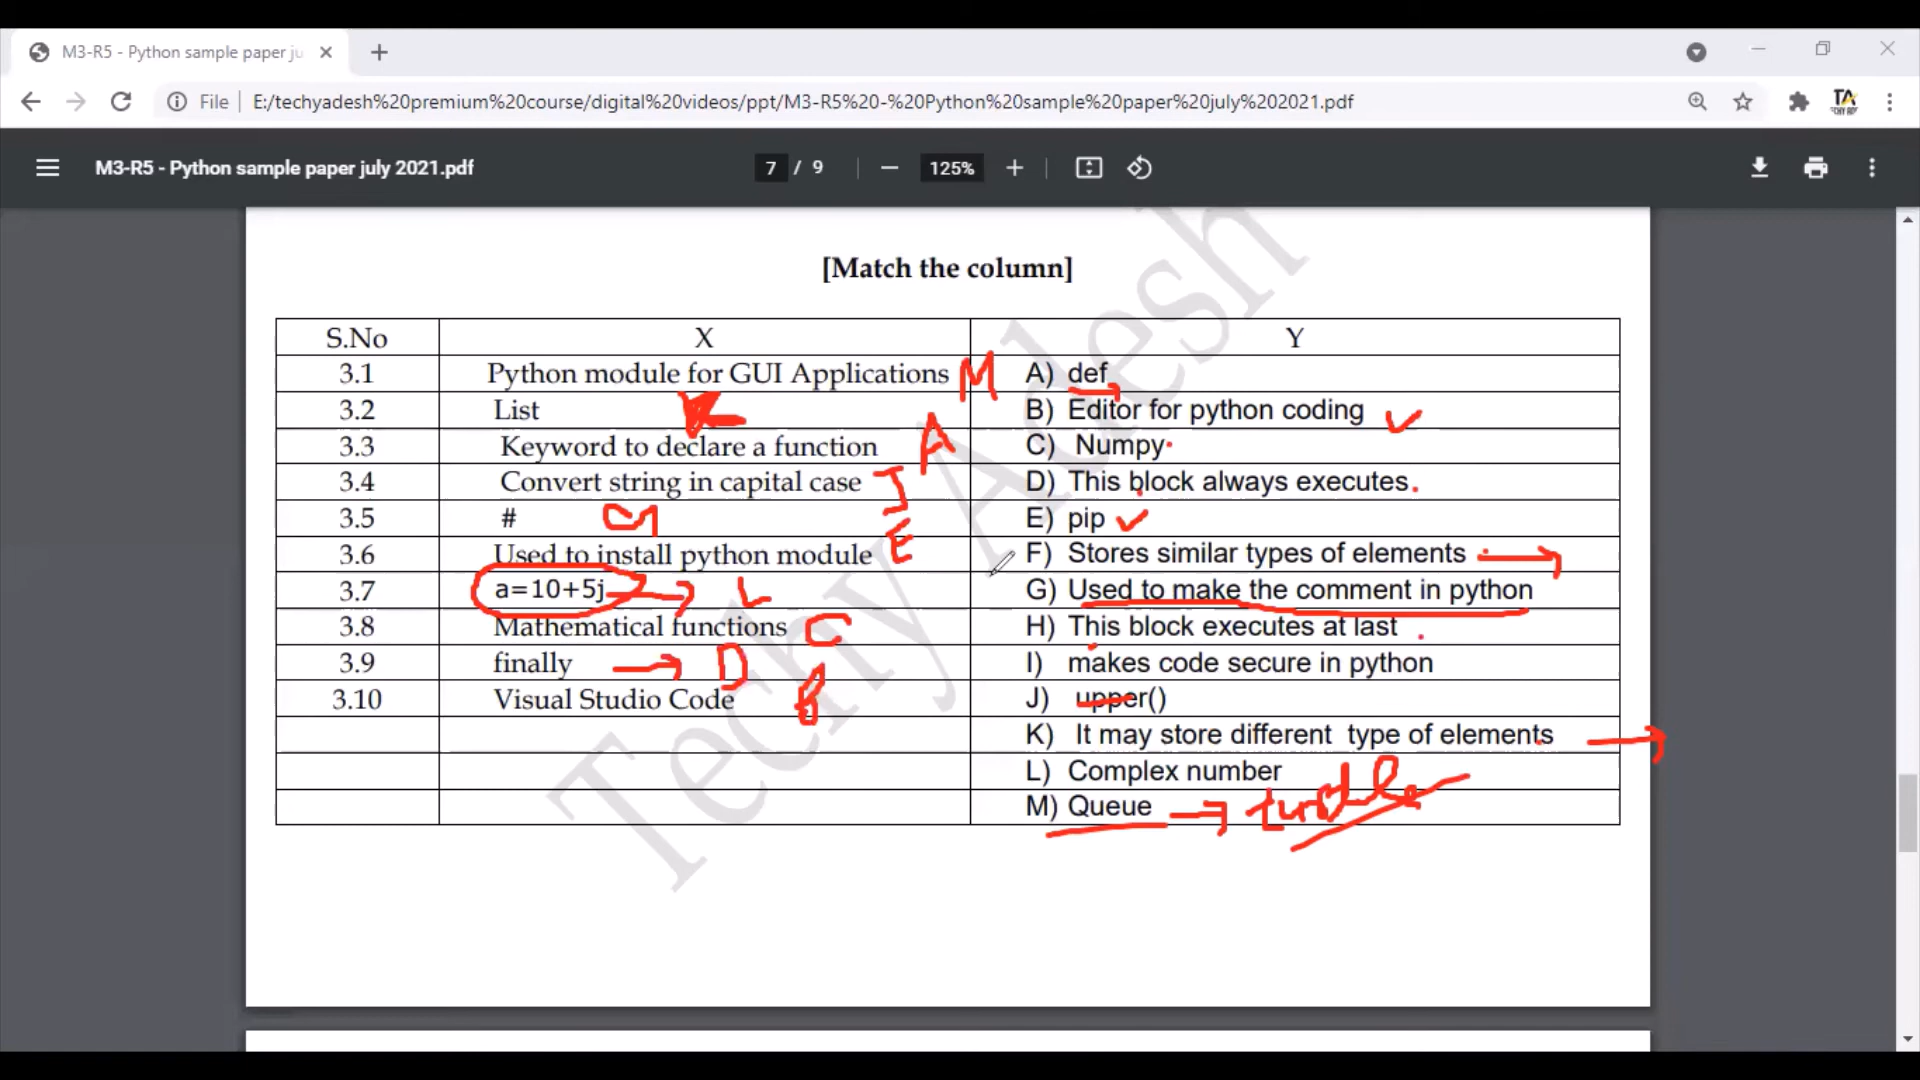 M3-R5 - Python sample paper ju
File E:/techyadesh%20premium%20course/digital%20videos/ppt/M3-R5%20-%20Python%20sample%20paper%20july%202021.pdf
TA
M3-R5 - Python sample paper july 2021.pdf 7 / 9 125%
Techy Adesh
[Match the column]
S.No X Y
3.1 Python module for GUI Applications M A) def
3.2 List K B) Editor for python coding
3.3 Keyword to declare a function A C) Numpy
3.4 Convert string in capital case J D) This block always executes.
3.5 # G E) pip
3.6 Used to install python module E F) Stores similar types of elements
3.7 a=10+5j L G) Used to make the comment in python
3.8 Mathematical functions C H) This block executes at last
3.9 finally D I) makes code secure in python
3.10 Visual Studio Code B J) upper()
K) It may store different type of elements
L) Complex number
M) Queue turtle